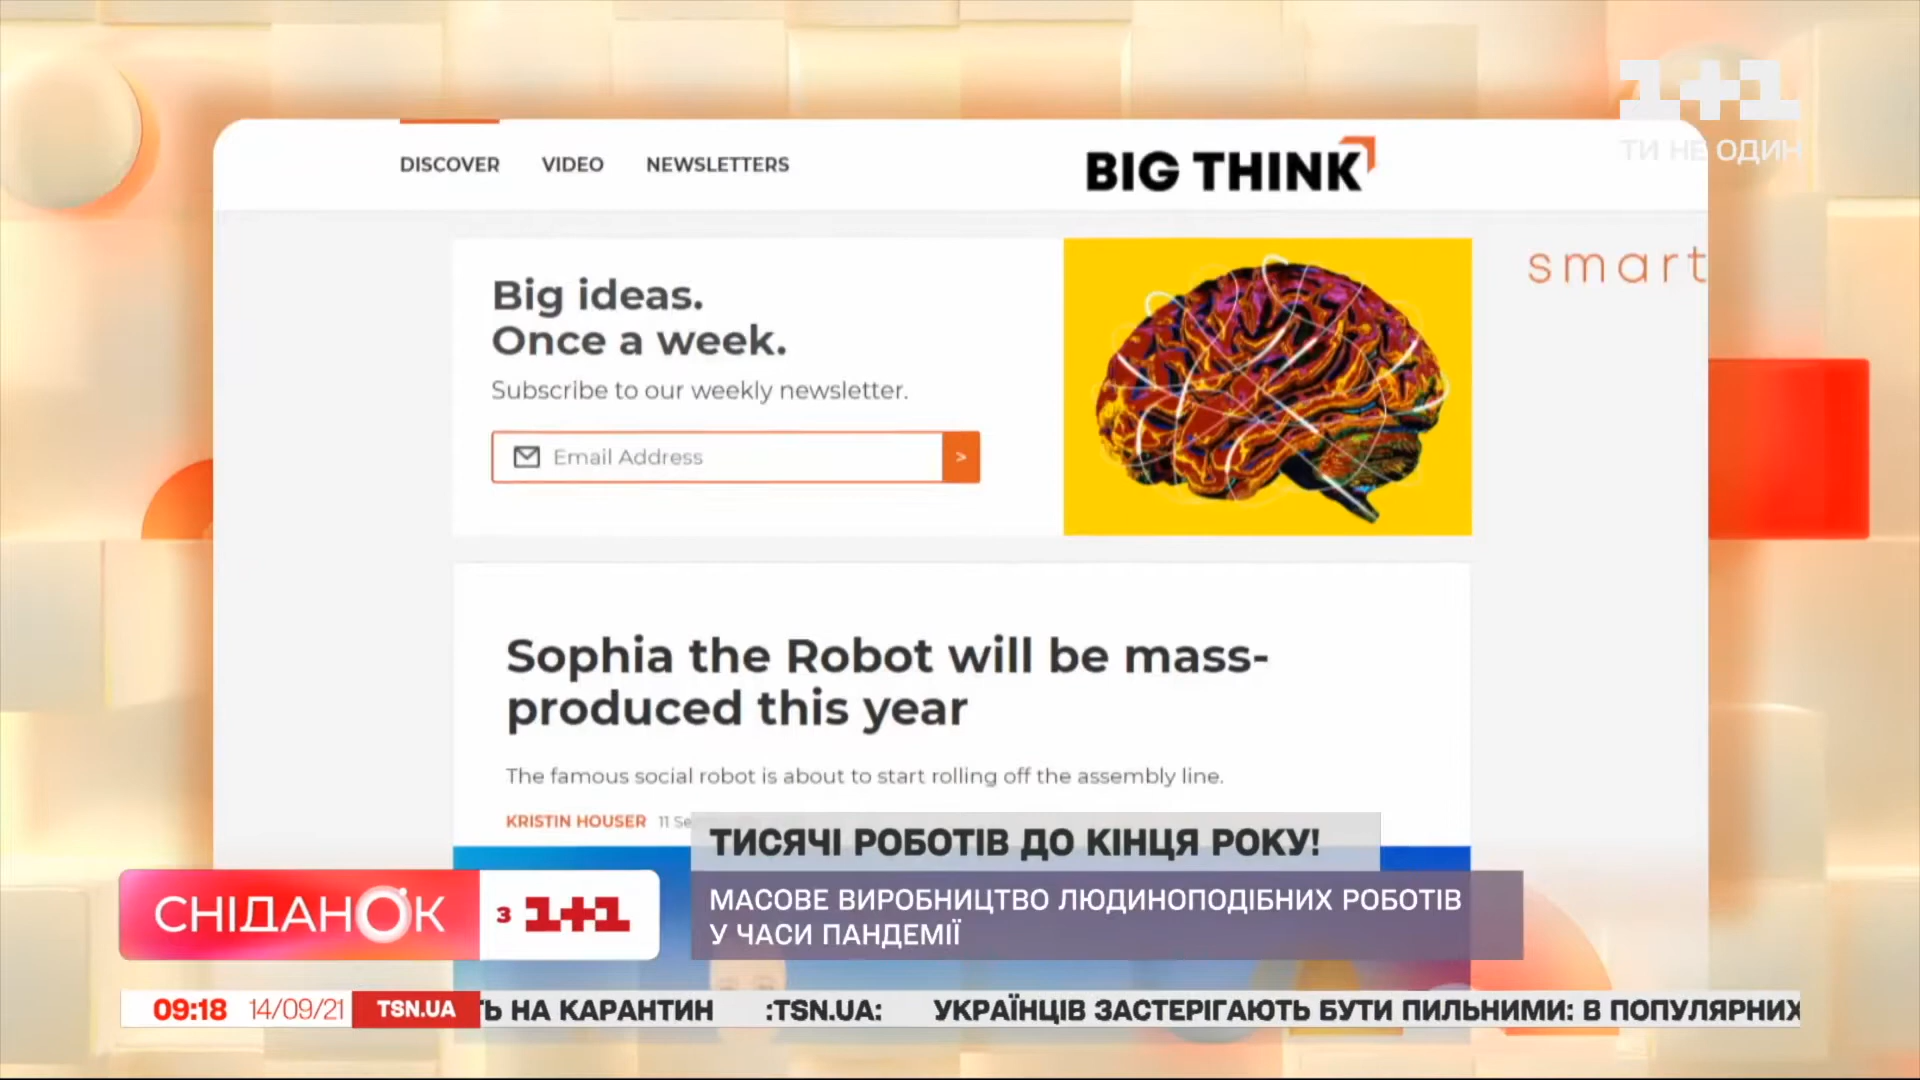 1+1
ТИ НЕ ОДИН
DISCOVER VIDEO NEWSLETTERS
BIG THINK
smart
Big ideas.
Once a week.
Subscribe to our weekly newsletter.
Email Address >
Sophia the Robot will be mass-
produced this year
The famous social robot is about to start rolling off the assembly line.
KRISTIN HOUSER 11 Se
ТИСЯЧІ РОБОТІВ ДО КІНЦЯ РОКУ!
МАСОВЕ ВИРОБНИЦТВО ЛЮДИНОПОДІБНИХ РОБОТІВ
У ЧАСИ ПАНДЕМІЇ
СНІДАНОК З 1+1
09:18 14/09/21 TSN.UA Ь НА КАРАНТИН :TSN.UA: УКРАЇНЦІВ ЗАСТЕРІГАЮТЬ БУТИ ПИЛЬНИМИ: В ПОПУЛЯРНИХ